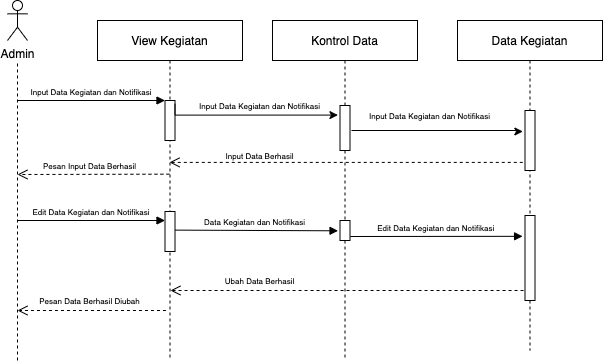 View Kegiatan
Kontrol Data
Data Kegiatan
Admin
Input Data Kegiatan dan Notifikasi
Input Data Kegiatan dan Notifikasi
Input Data Kegiatan dan Notifikasi
Input Data Berhasil
Pesan Input Data Berhasil
Edit Data Kegiatan dan Notifikasi
Data Kegiatan dan Notifikasi
Edit Data Kegiatan dan Notifikasi
Ubah Data Berhasil
Pesan Data Berhasil Diubah